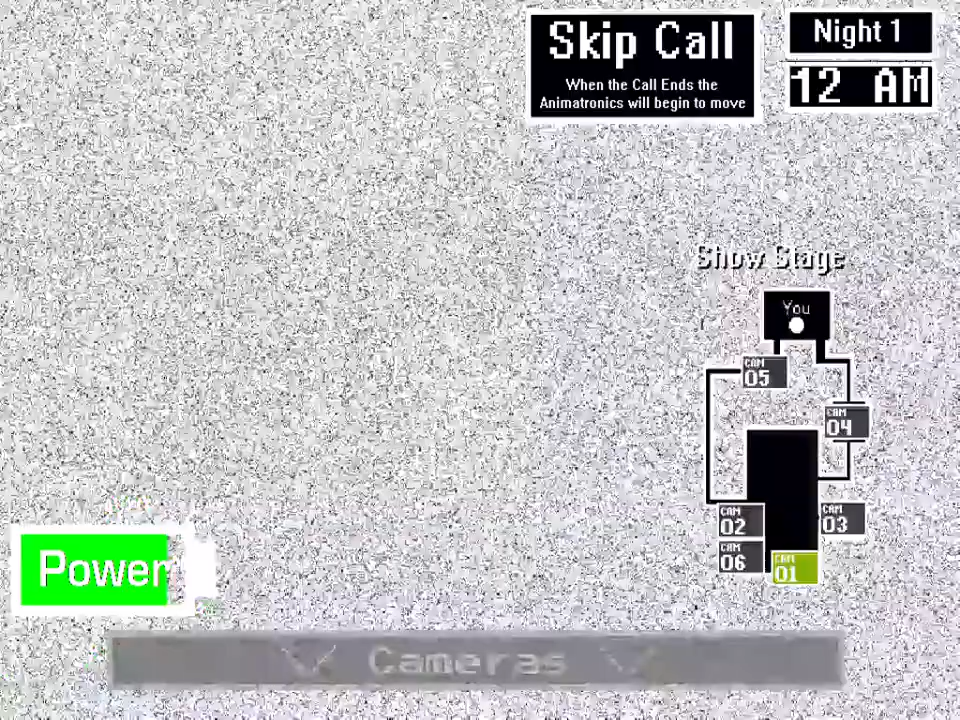 Skip Call
When the Call Ends the
Animatronics will begin to move
Night 1
12 AM
Show Stage
You
CAM
05
CAM
04
CAM
02
CAM
03
CAM
06
CAM
01
Power
Cameras